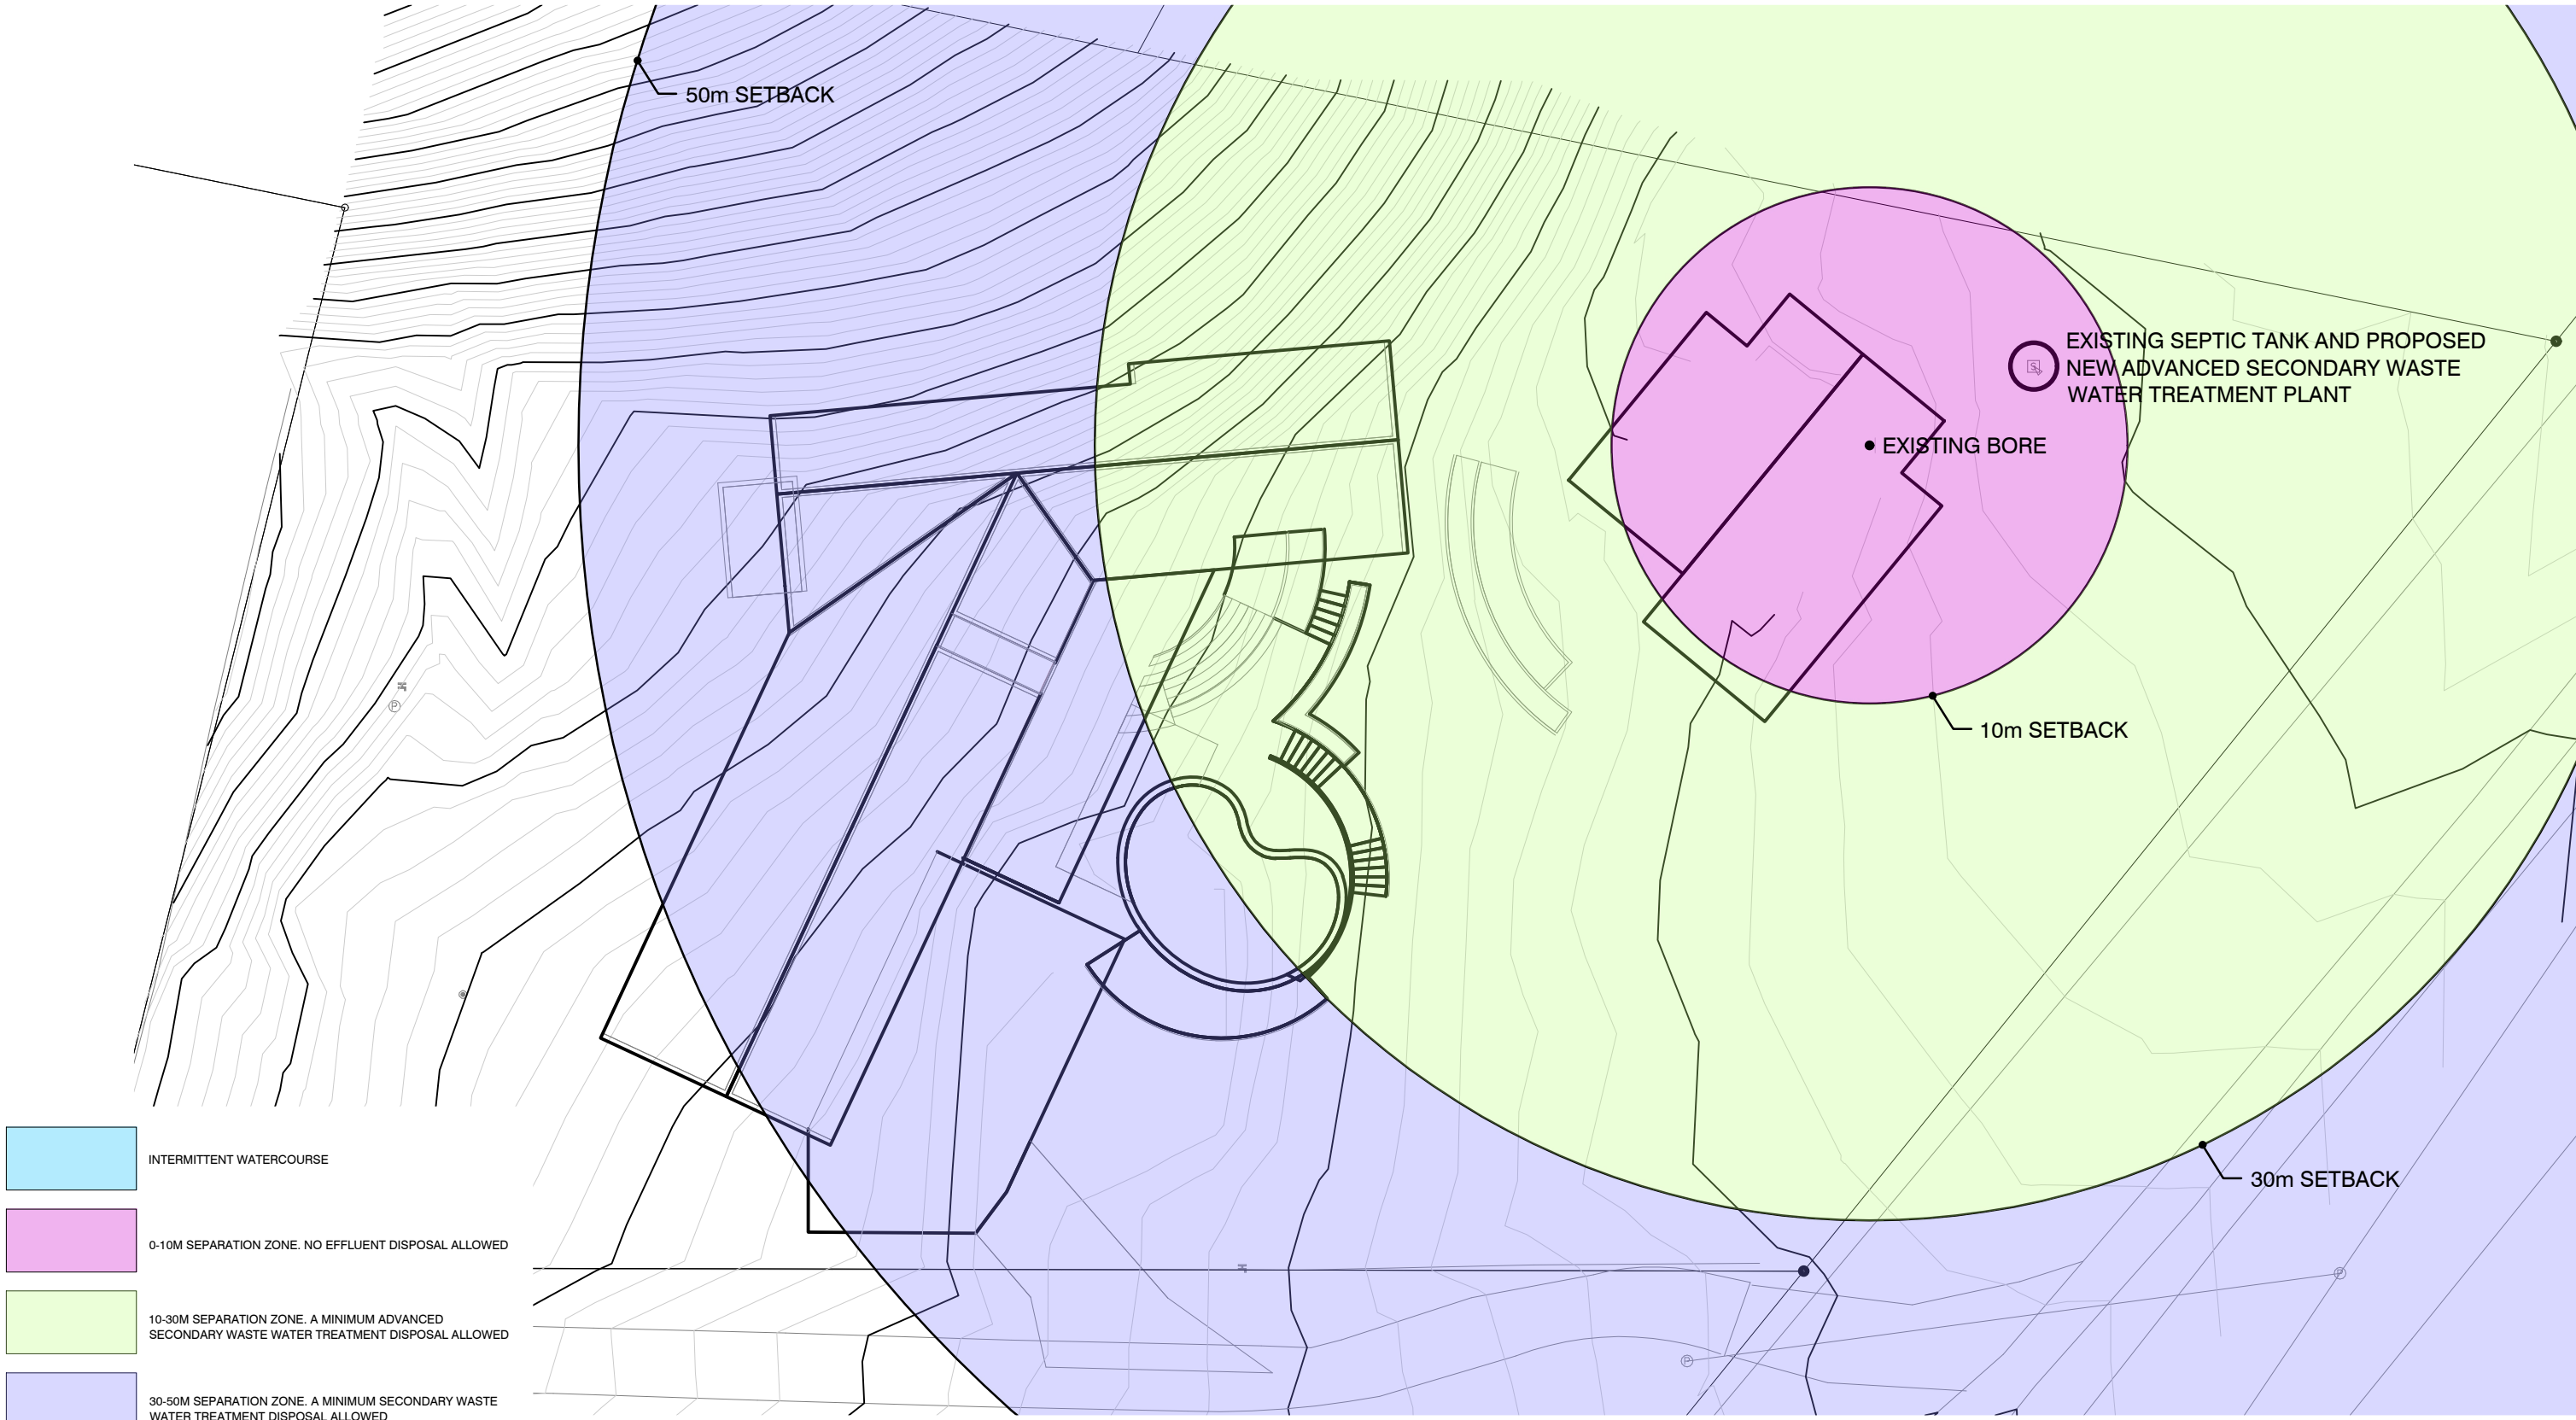 50m SETBACK
EXISTING SEPTIC TANK AND PROPOSED
NEW ADVANCED SECONDARY WASTE
WATER TREATMENT PLANT
EXISTING BORE
10m SETBACK
30m SETBACK
P
S
P
P
INTERMITTENT WATERCOURSE
0-10M SEPARATION ZONE. NO EFFLUENT DISPOSAL ALLOWED
10-30M SEPARATION ZONE. A MINIMUM ADVANCED
SECONDARY WASTE WATER TREATMENT DISPOSAL ALLOWED
30-50M SEPARATION ZONE. A MINIMUM SECONDARY WASTE
WATER TREATMENT DISPOSAL ALLOWED